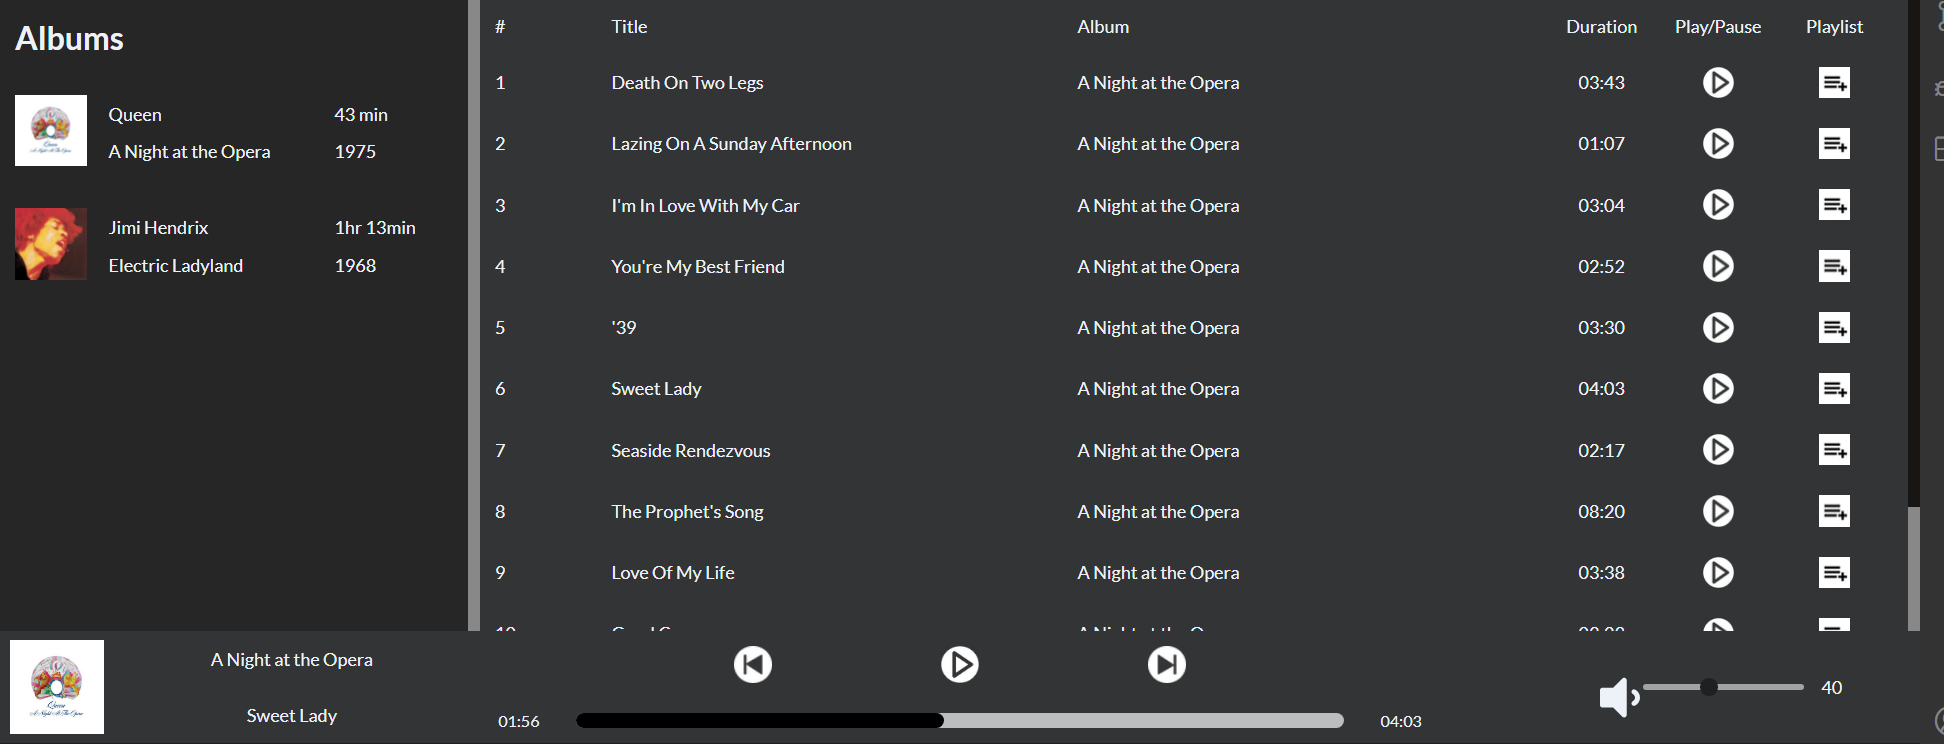 Albums
Queen 43 min
A Night at the Opera 1975
Jimi Hendrix 1hr 13min
Electric Ladyland 1968
# Title Album Duration Play/Pause Playlist
1 Death On Two Legs A Night at the Opera 03:43
2 Lazing On A Sunday Afternoon A Night at the Opera 01:07
3 I'm In Love With My Car A Night at the Opera 03:04
4 You're My Best Friend A Night at the Opera 02:52
5 '39 A Night at the Opera 03:30
6 Sweet Lady A Night at the Opera 04:03
7 Seaside Rendezvous A Night at the Opera 02:17
8 The Prophet's Song A Night at the Opera 08:20
9 Love Of My Life A Night at the Opera 03:38
A Night at the Opera
Sweet Lady
01:56 04:03
40